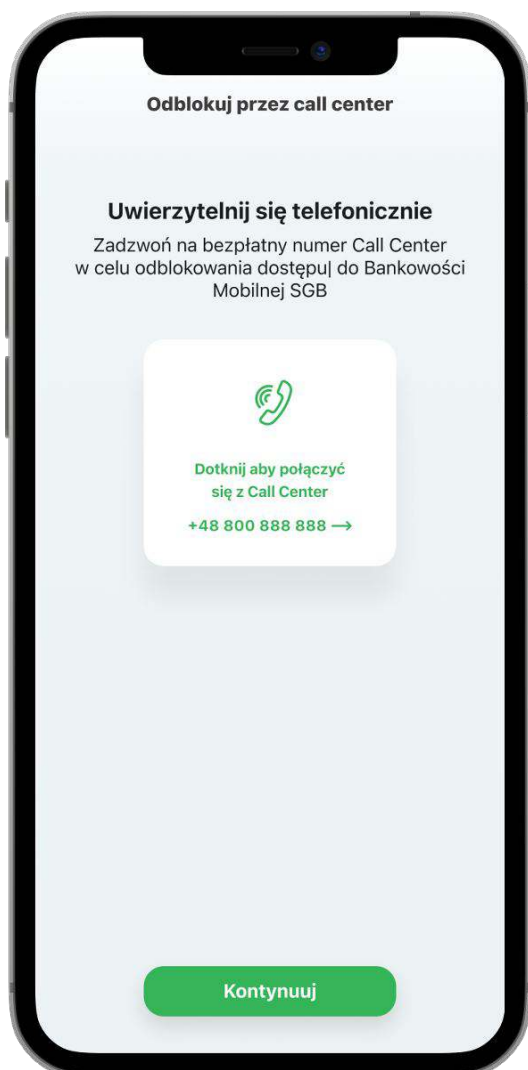 Odblokuj przez call center
Uwierzytelnij się telefonicznie
Zadzwoń na bezpłatny numer Call Center
w celu odblokowania dostępu| do Bankowości
Mobilnej SGB
Dotknij aby połączyć
się z Call Center
+48 800 888 888 →
Kontynuuj